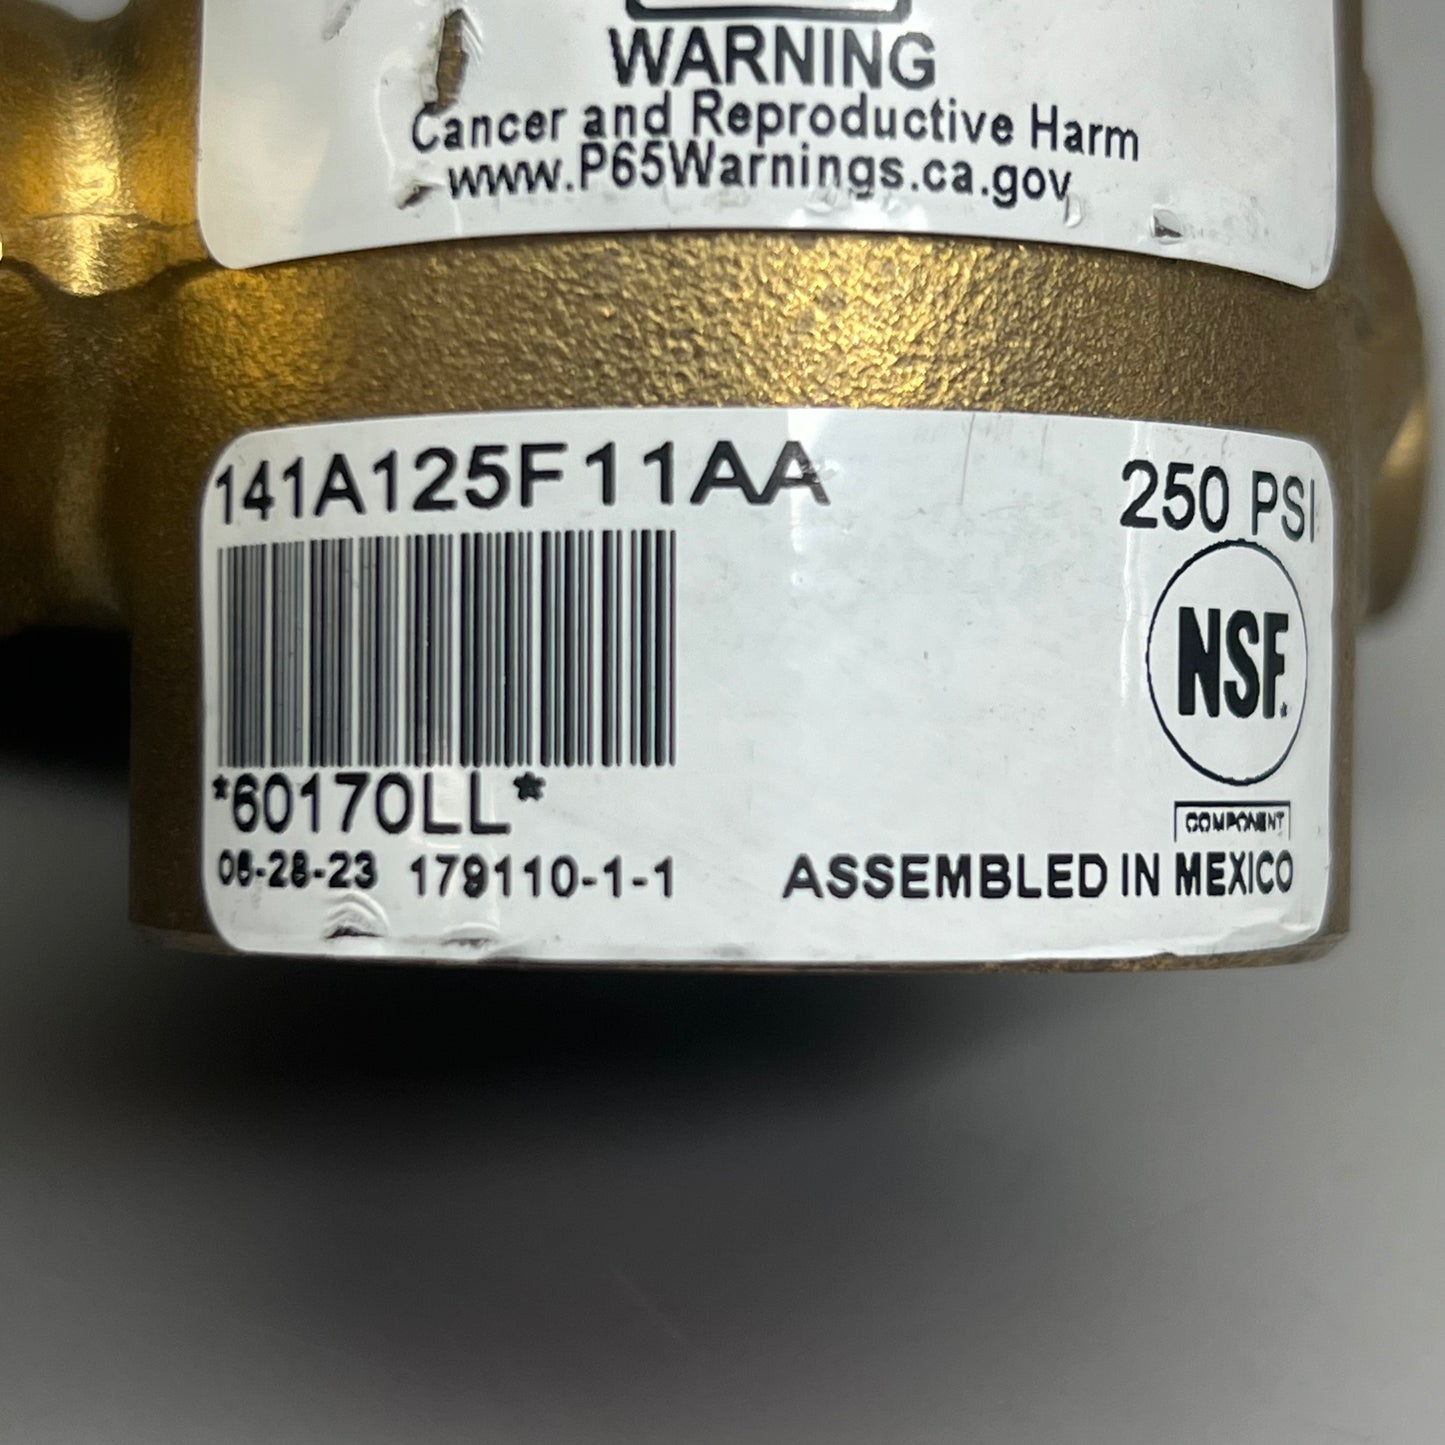 WARNING
Cancer and Reproductive Harm
www.P65Warnings.ca.gov
141A125F11AA
250 PSI
NSF.
*60170LL*
COMPONENT
06-28-23 179110-1-1
ASSEMBLED IN MEXICO